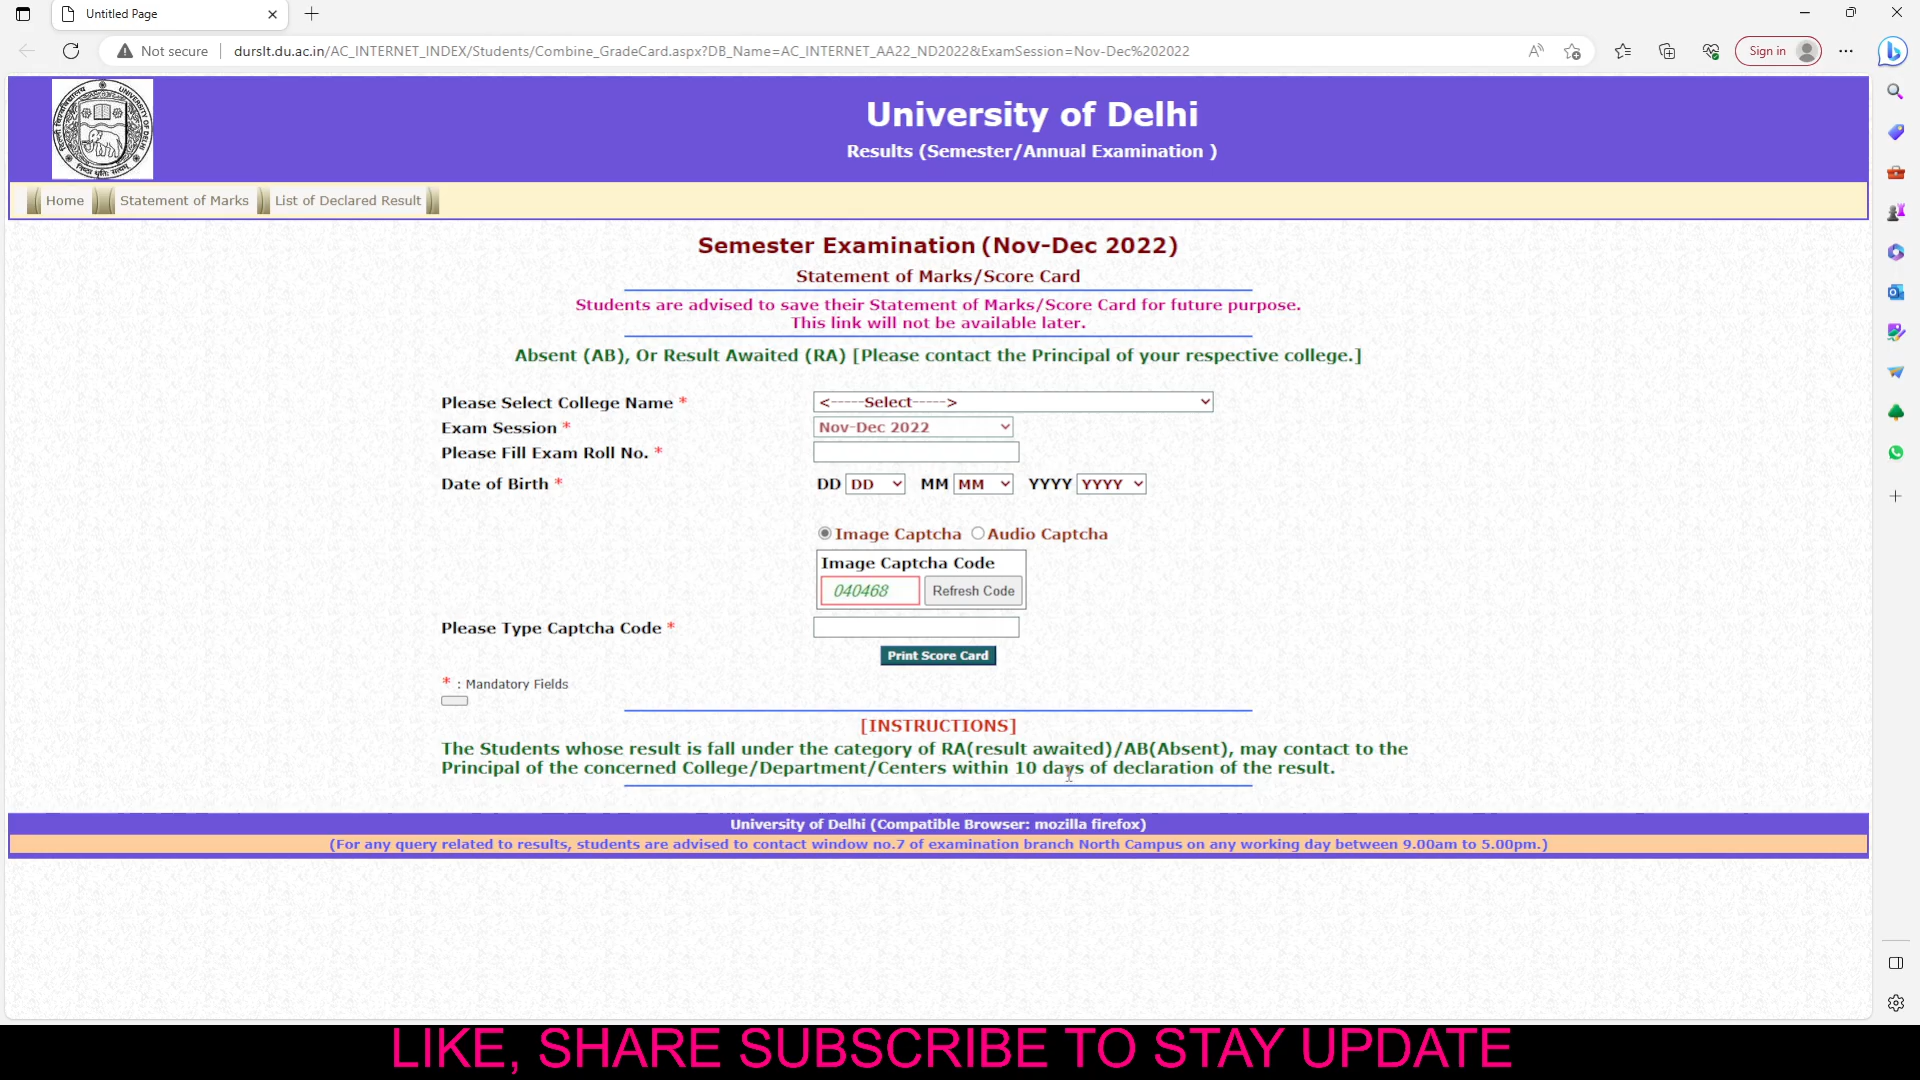 Untitled Page
Not secure
durslt.du.ac.in/AC_INTERNET_INDEX/Students/Combine_GradeCard.aspx?DB_Name=AC_INTERNET_AA22_ND2022&ExamSession=Nov-Dec%202022
Sign in
University of Delhi
Results (Semester/Annual Examination )
Home
Statement of Marks
List of Declared Result
Semester Examination (Nov-Dec 2022)
Statement of Marks/Score Card
Students are advised to save their Statement of Marks/Score Card for future purpose.
This link will not be available later.
Absent (AB), Or Result Awaited (RA) [Please contact the Principal of your respective college.]
Please Select College Name * <-----Select----->
Exam Session * Nov-Dec 2022
Please Fill Exam Roll No. *
Date of Birth * DD DD MM MM YYYY YYYY
Image Captcha Audio Captcha
Image Captcha Code
040468 Refresh Code
Please Type Captcha Code *
Print Score Card
* : Mandatory Fields
[INSTRUCTIONS]
The Students whose result is fall under the category of RA(result awaited)/AB(Absent), may contact to the
Principal of the concerned College/Department/Centers within 10 days of declaration of the result.
University of Delhi (Compatible Browser: mozilla firefox)
(For any query related to results, students are advised to contact window no.7 of examination branch North Campus on any working day between 9.00am to 5.00pm.)
LIKE, SHARE SUBSCRIBE TO STAY UPDATE